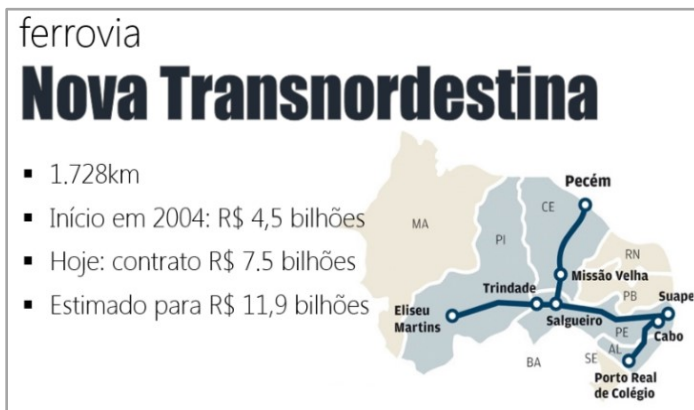 ferrovia
Nova Transnordestina
▪ 1.728km
▪ Início em 2004: R$ 4,5 bilhões
▪ Hoje: contrato R$ 7.5 bilhões
▪ Estimado para R$ 11,9 bilhões
Pecém
MA
CE
PI
RN
Missão Velha
PB
Trindade
Suape
Eliseu
Martins
Salgueiro
PE
Cabo
AL
BA
SE
Porto Real
de Colégio